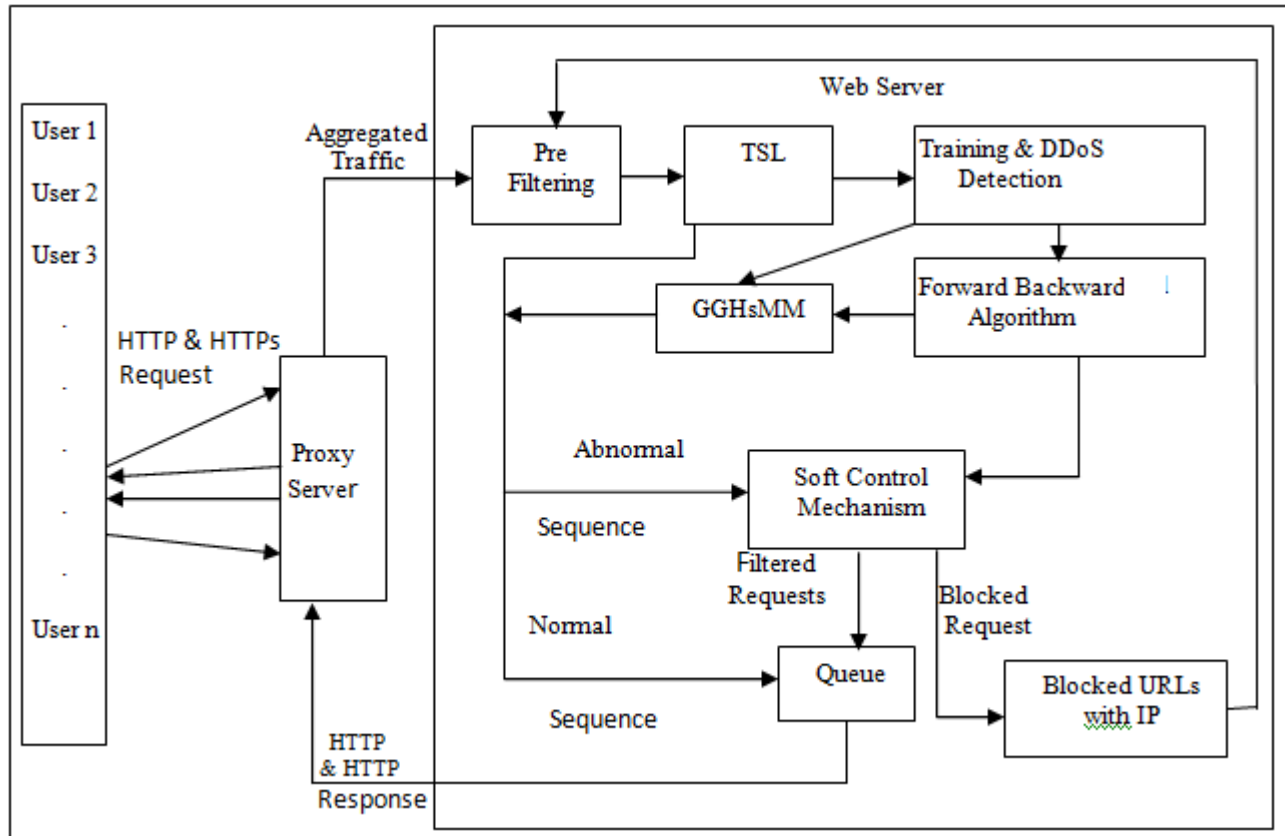 Web Server
User 1
User 2
User 3
.
.
.
.
.
User n
HTTP & HTTPs
Request
Proxy
Server
Aggregated
Traffic
Pre
Filtering
TSL
Training & DDoS
Detection
GGHsMM
Forward Backward
Algorithm
Abnormal
Sequence
Soft Control
Mechanism
Filtered
Requests
Blocked
Request
Normal
Sequence
Queue
Blocked URLs
with IP
HTTP
& HTTP
Response